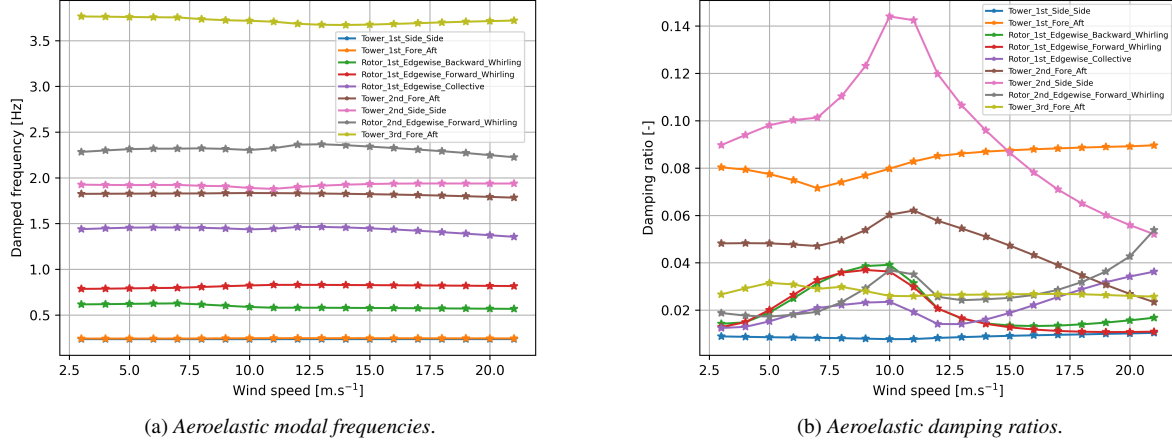 3.5
3.0
2.5
2.0
1.5
1.0
0.5
Damped frequency [Hz]
Tower_1st_Side_Side
Tower_1st_Fore_Aft
Rotor_1st_Edgewise_Backward_Whirling
Rotor_1st_Edgewise_Forward_Whirling
Rotor_1st_Edgewise_Collective
Tower_2nd_Fore_Aft
Tower_2nd_Side_Side
Rotor_2nd_Edgewise_Forward_Whirling
Tower_3rd_Fore_Aft
2.5 5.0 7.5 10.0 12.5 15.0 17.5 20.0
Wind speed [m.s⁻¹]
(a) Aeroelastic modal frequencies.
0.14
0.12
0.10
0.08
0.06
0.04
0.02
Damping ratio [-]
Tower_1st_Side_Side
Tower_1st_Fore_Aft
Rotor_1st_Edgewise_Backward_Whirling
Rotor_1st_Edgewise_Forward_Whirling
Rotor_1st_Edgewise_Collective
Tower_2nd_Fore_Aft
Tower_2nd_Side_Side
Rotor_2nd_Edgewise_Forward_Whirling
Tower_3rd_Fore_Aft
2.5 5.0 7.5 10.0 12.5 15.0 17.5 20.0
Wind speed [m.s⁻¹]
(b) Aeroelastic damping ratios.